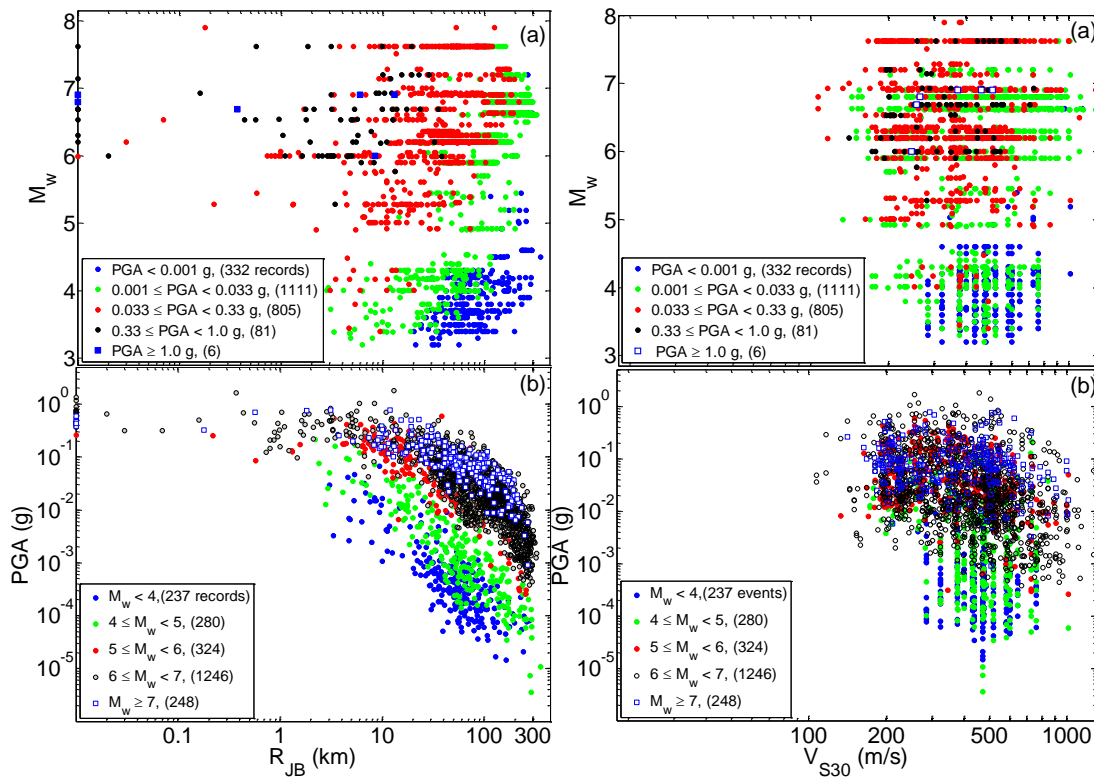 (a)
8
7
6
5
4
3
M_w
PGA < 0.001 g, (332 records)
0.001 ≤ PGA < 0.033 g, (1111)
0.033 ≤ PGA < 0.33 g, (805)
0.33 ≤ PGA < 1.0 g, (81)
PGA ≥ 1.0 g, (6)
(b)
10^0
10^-1
10^-2
10^-3
10^-4
10^-5
PGA (g)
M_w < 4,(237 records)
4 ≤ M_w < 5, (280)
5 ≤ M_w < 6, (324)
6 ≤ M_w < 7, (1246)
M_w ≥ 7, (248)
0.1 1 10 100 300
R_JB (km)
(a)
8
7
6
5
4
3
M_w
PGA < 0.001 g, (332 records)
0.001 ≤ PGA < 0.033 g, (1111)
0.033 ≤ PGA < 0.33 g, (805)
0.33 ≤ PGA < 1.0 g, (81)
PGA ≥ 1.0 g, (6)
(b)
10^0
10^-1
10^-2
10^-3
10^-4
10^-5
PGA (g)
M_w < 4,(237 events)
4 ≤ M_w < 5, (280)
5 ≤ M_w < 6, (324)
6 ≤ M_w < 7, (1246)
M_w ≥ 7, (248)
100 200 500 1000
V_S30 (m/s)